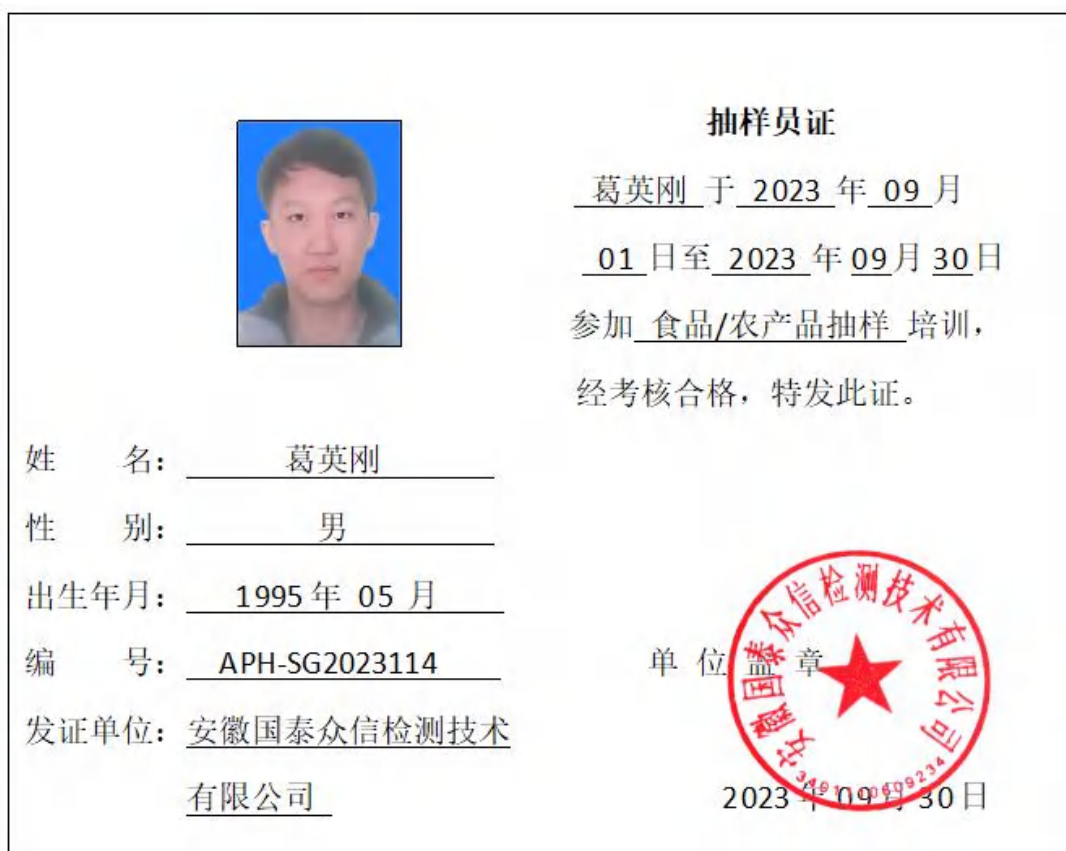 抽样员证
葛英刚 于 2023 年 09 月
01 日至 2023 年 09 月 30 日
参加 食品/农产品抽样 培训，
经考核合格，特发此证。
姓 名： 葛英刚
性 别： 男
出生年月： 1995 年 05 月
编 号： APH-SG2023114
发证单位： 安徽国泰众信检测技术
有限公司
单 位 盖 章
安徽国泰众信检测技术有限公司
2023 年 09 月 30 日